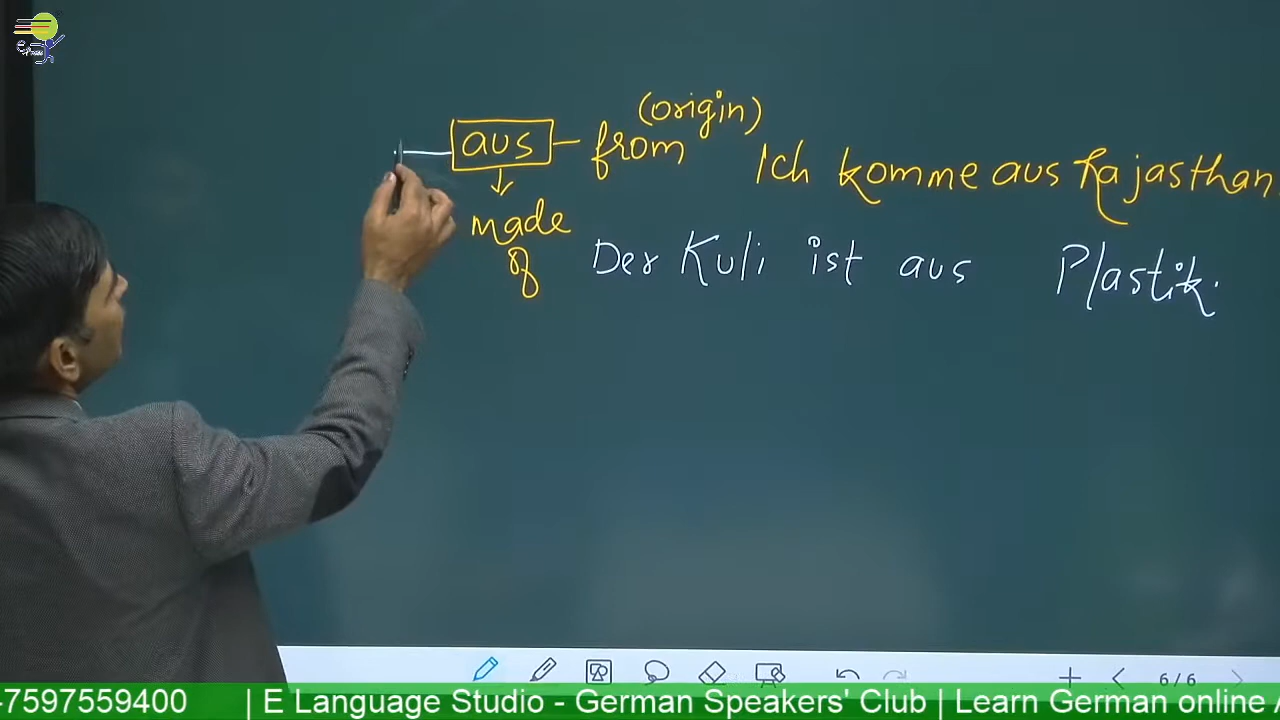 (origin)
aus from
Ich komme aus Rajasthan.
made
of
Der Kuli ist aus Plastik.
6/6
-7597559400 | E Language Studio - German Speakers' Club | Learn German online A